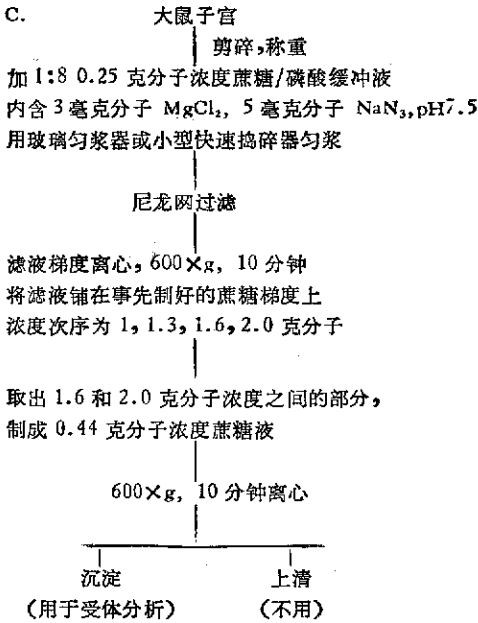 C.
大鼠子宫
剪碎,称重
加 1:8 0.25 克分子浓度蔗糖/磷酸缓冲液
内含 3 毫克分子 MgCl₂, 5 毫克分子 NaN₃,pH7.5
用玻璃匀浆器或小型快速捣碎器匀浆
尼龙网过滤
滤液梯度离心,600×g, 10 分钟
将滤液铺在事先制好的蔗糖梯度上
浓度次序为 1,1.3,1.6,2.0 克分子
取出 1.6 和 2.0 克分子浓度之间的部分,
制成 0.44 克分子浓度蔗糖液
600×g, 10 分钟离心
沉淀 上清
(用于受体分析) (不用)